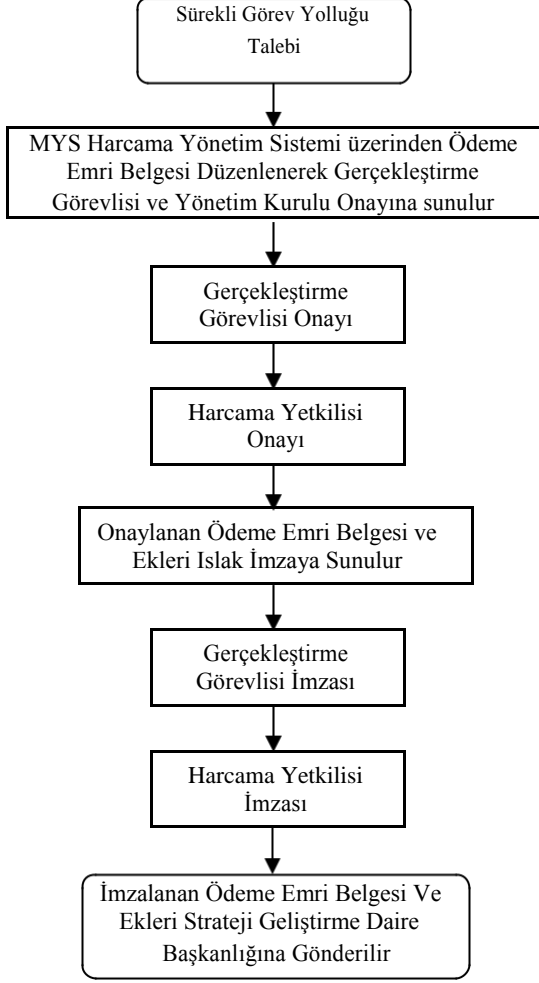 Sürekli Görev Yolluğu
Talebi
MYS Harcama Yönetim Sistemi üzerinden Ödeme
Emri Belgesi Düzenlenerek Gerçekleştirme
Görevlisi ve Yönetim Kurulu Onayına sunulur
Gerçekleştirme
Görevlisi Onayı
Harcama Yetkilisi
Onayı
Onaylanan Ödeme Emri Belgesi ve
Ekleri Islak İmzaya Sunulur
Gerçekleştirme
Görevlisi İmzası
Harcama Yetkilisi
İmzası
İmzalanan Ödeme Emri Belgesi Ve
Ekleri Strateji Geliştirme Daire
Başkanlığına Gönderilir